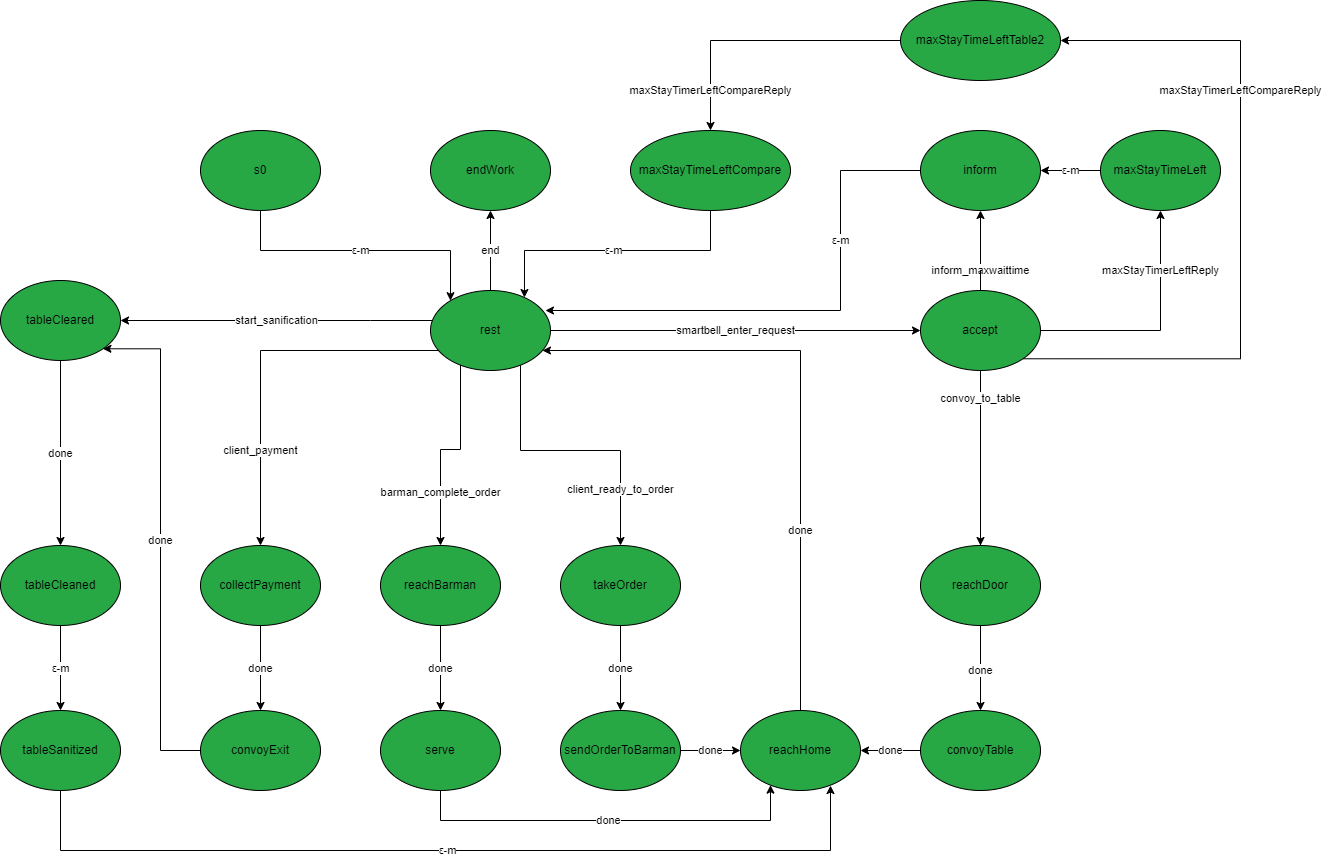 maxStayTimeLeftTable2
maxStayTimerLeftCompareReply
maxStayTimerLeftCompareReply
s0
endWork
maxStayTimeLeftCompare
inform
ε-m
maxStayTimeLeft
ε-m
end
ε-m
ε-m
inform_maxwaittime
maxStayTimerLeftReply
tableCleared
start_sanification
rest
smartbell_enter_request
accept
convoy_to_table
done
client_payment
barman_complete_order
client_ready_to_order
done
done
tableCleaned
collectPayment
reachBarman
takeOrder
reachDoor
ε-m
done
done
done
done
tableSanitized
convoyExit
serve
sendOrderToBarman
done
reachHome
done
convoyTable
done
ε-m